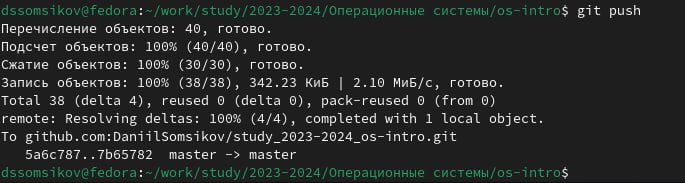 dssomsikov@fedora:~/work/study/2023-2024/Операционные системы/os-intro$ git push
Перечисление объектов: 40, готово.
Подсчет объектов: 100% (40/40), готово.
Сжатие объектов: 100% (30/30), готово.
Запись объектов: 100% (38/38), 342.23 КиБ | 2.10 МиБ/с, готово.
Total 38 (delta 4), reused 0 (delta 0), pack-reused 0 (from 0)
remote: Resolving deltas: 100% (4/4), completed with 1 local object.
To github.com:DaniilSomsikov/study_2023-2024_os-intro.git
   5a6c787..7b65782  master -> master
dssomsikov@fedora:~/work/study/2023-2024/Операционные системы/os-intro$